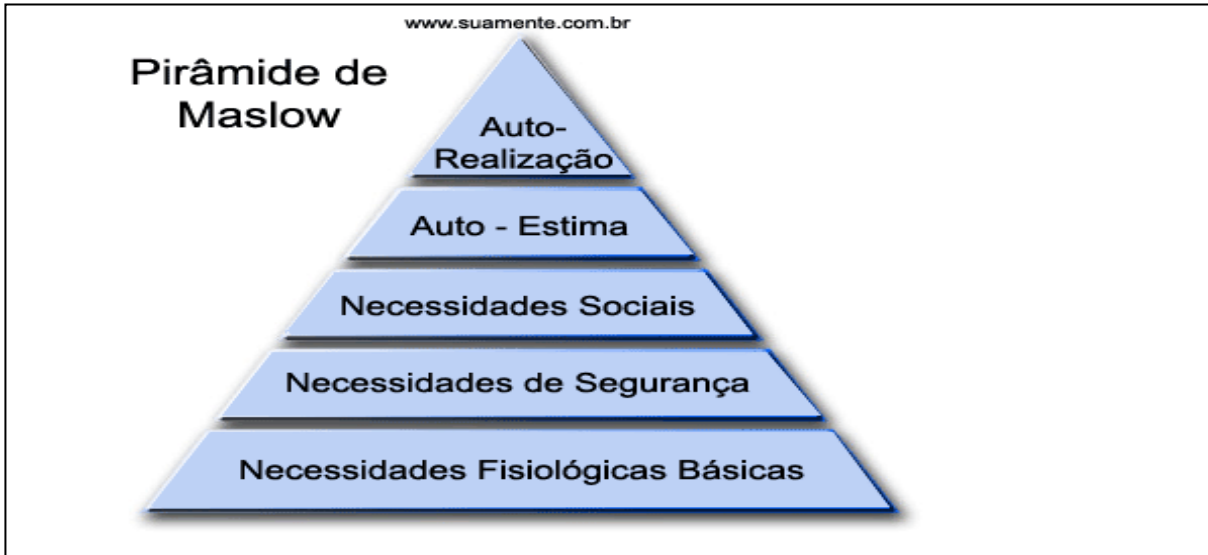 www.suamente.com.br
Pirâmide de
Maslow
Auto-
Realização
Auto - Estima
Necessidades Sociais
Necessidades de Segurança
Necessidades Fisiológicas Básicas